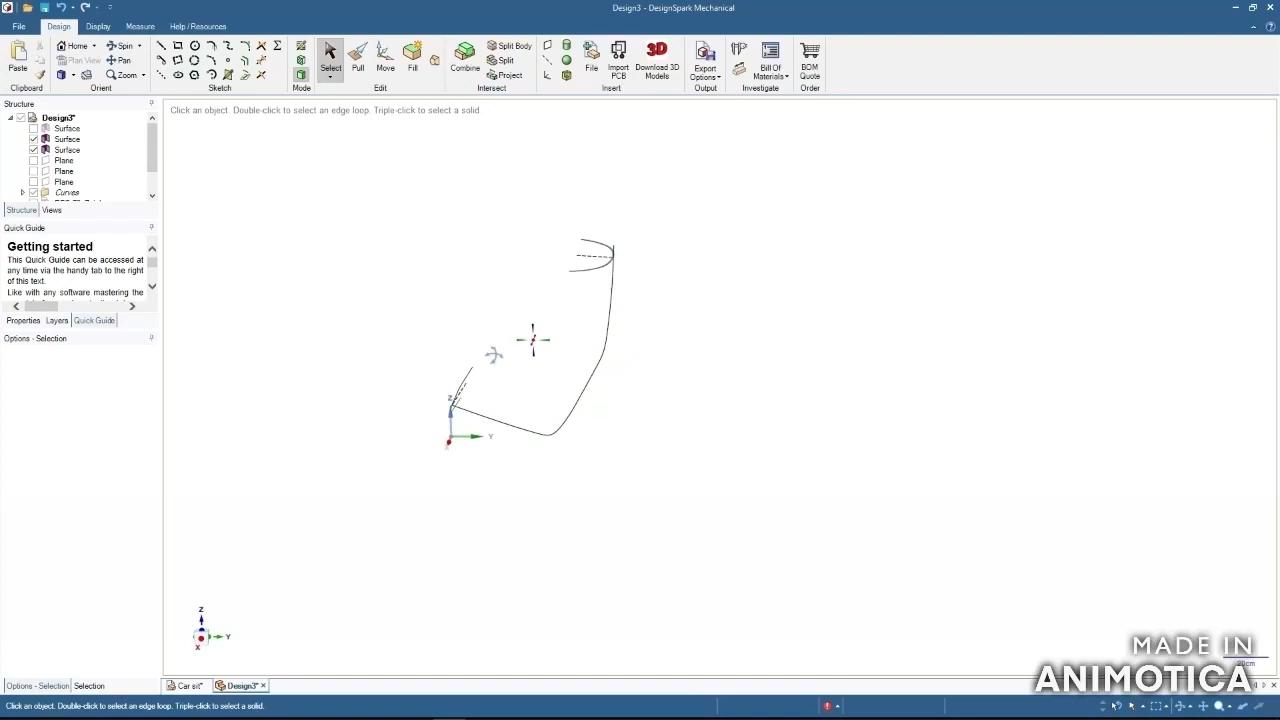 Design3 - DesignSpark Mechanical
File Design Display Measure Help / Resources
Paste
Home Spin
Plan View Pan
Zoom
Select Pull Move Fill
Combine
Split Body
Split
Project
File Import PCB Download 3D Models
3D
Export Options
Bill Of Materials
BOM Quote
Clipboard Orient Sketch Mode Edit Intersect Insert Output Investigate Order
Structure
Click an object. Double-click to select an edge loop. Triple-click to select a solid.
Design3*
Surface
Surface
Surface
Plane
Plane
Plane
Curves
Structure Views
Quick Guide
Getting started
This Quick Guide can be accessed at
any time via the handy tab to the right
of this text.
Like with any software mastering the
Properties Layers Quick Guide
Options - Selection
Z
Y
X
Z
Y
X
MADE IN
ANIMOTICA
20cm
Options - Selection Selection
Car sit* Design3*
Click an object. Double-click to select an edge loop. Triple-click to select a solid.